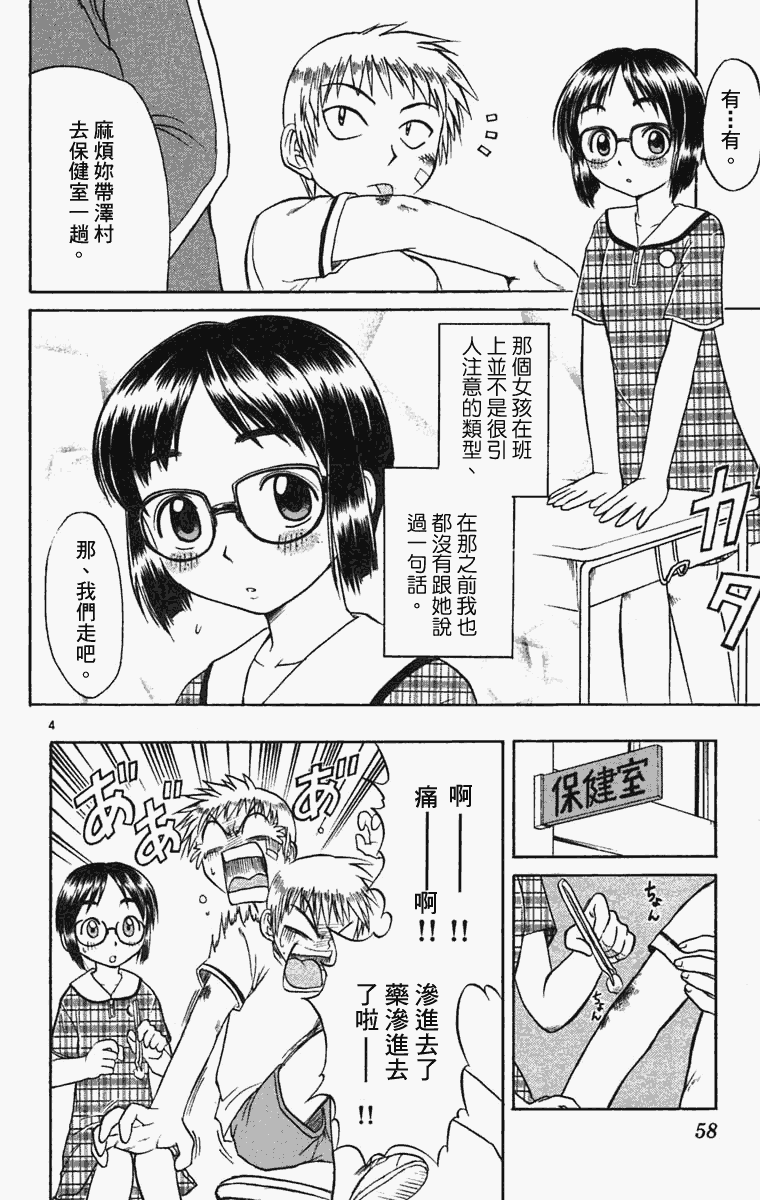 有…有。
麻煩妳帶澤村
去保健室一趟。
那個女孩在班
上並不是很引
人注意的類型、
在那之前我也
都沒有跟她說
過一句話。
ガタ
那、我們走吧。
4
保健室
ちょん
ちょん
啊——!!
痛——啊!!
滲進去了
藥滲進去
了啦——!!
あ゛あ゛
あ゛
58